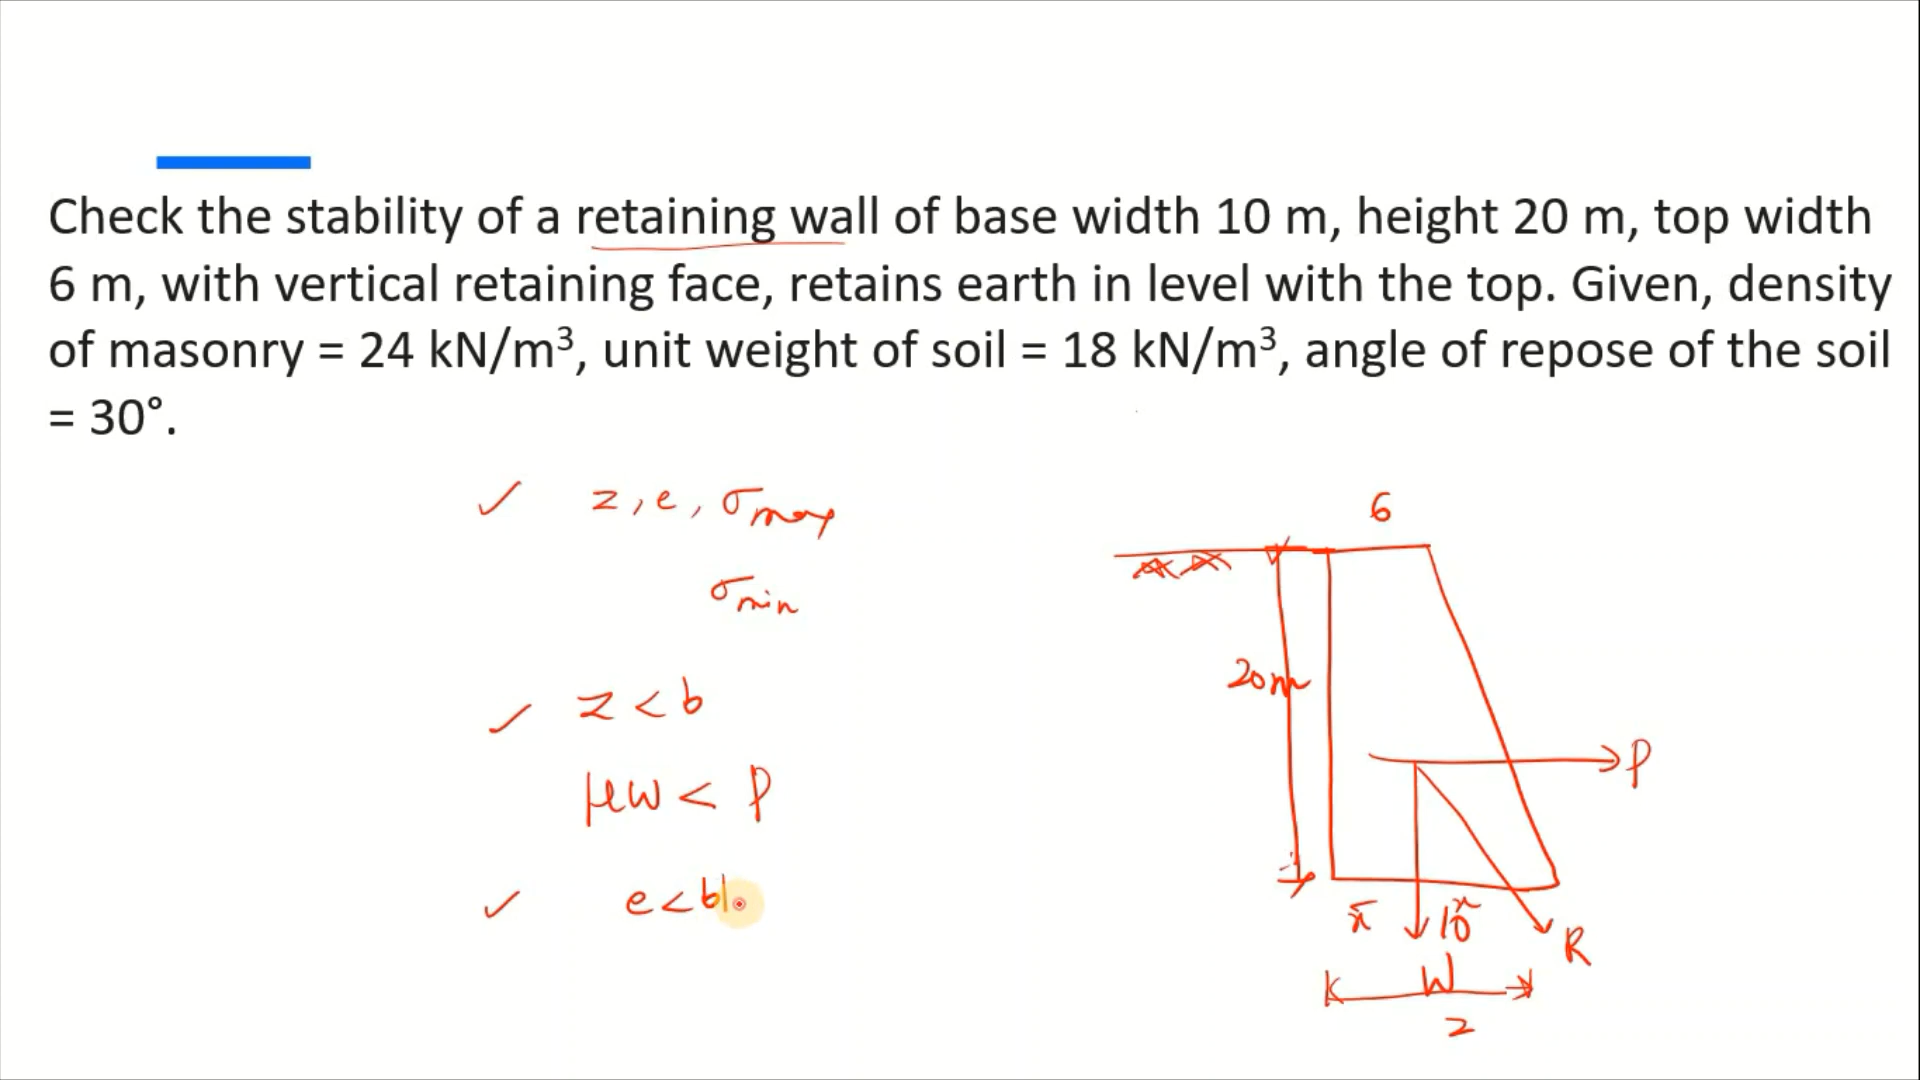 Check the stability of a retaining wall of base width 10 m, height 20 m, top width
6 m, with vertical retaining face, retains earth in level with the top. Given, density
of masonry = 24 kN/m³, unit weight of soil = 18 kN/m³, angle of repose of the soil
= 30°.
z, e, σmax
σmin
z < b
μW < P
e < b/
6
20m
P
x̄ 10 x
R
W
z